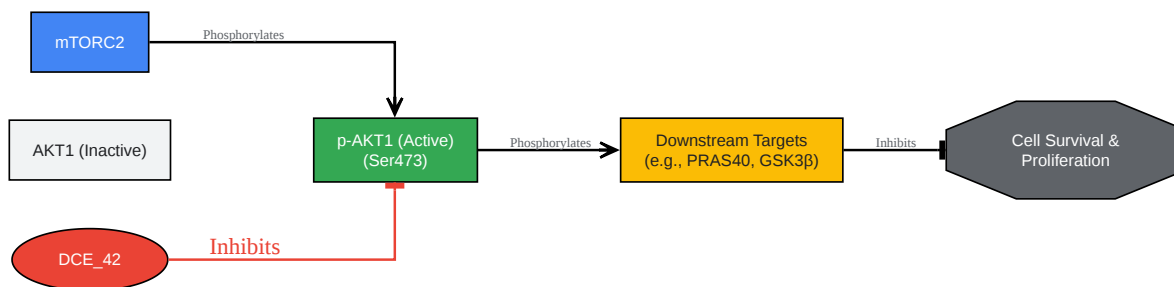 mTORC2
Phosphorylates
AKT1 (Inactive)
p-AKT1 (Active)
(Ser473)
Phosphorylates
Downstream Targets
(e.g., PRAS40, GSK3β)
Inhibits
Cell Survival &
Proliferation
DCE_42
Inhibits